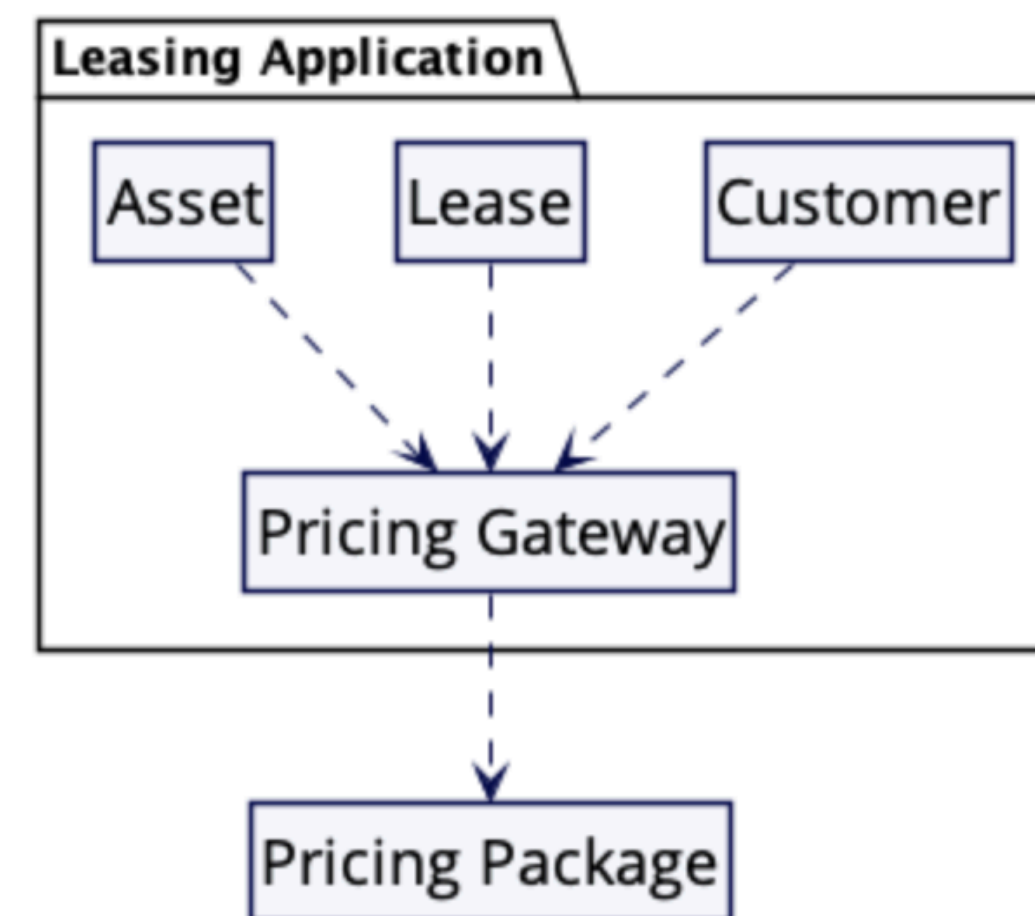 Leasing Application
Asset
Lease
Customer
Pricing Gateway
Pricing Package